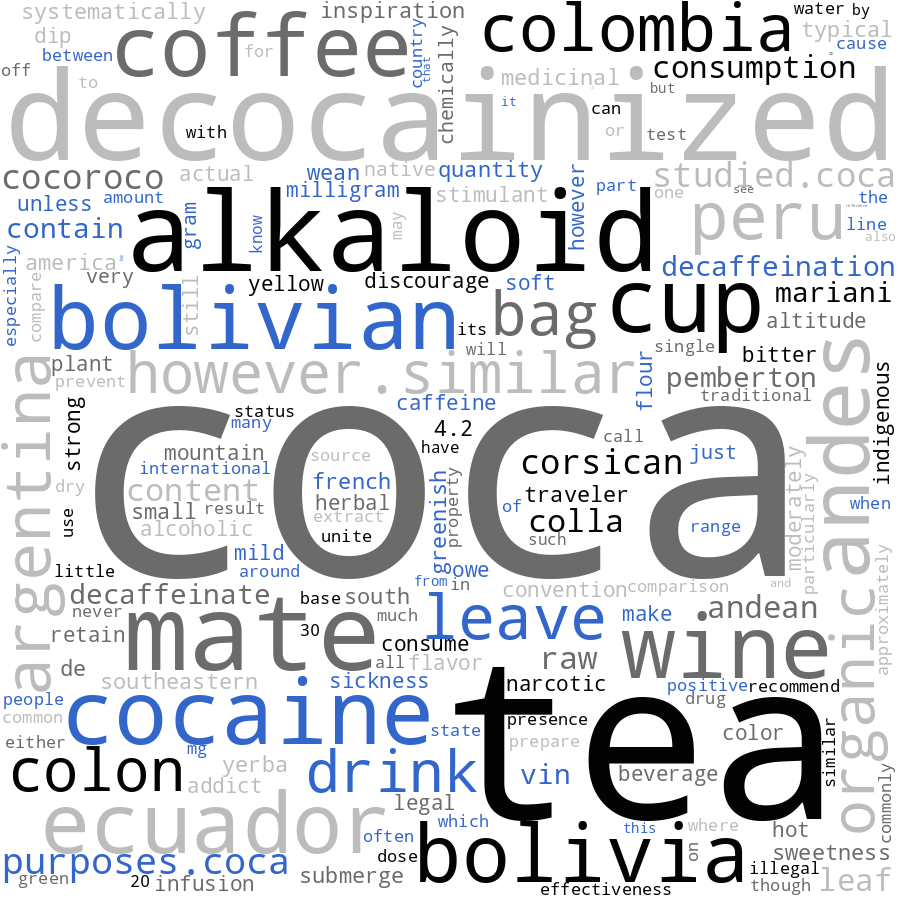 systematically
inspiration
water
by
dip
coffee
country
colombia
typical
between
for
that
chemically
cause
off
to
decocainized
medicinal
consumption
but
it
can
with
or
test
cocoroco
actual
wean
native
quantity
however
part
studied.coca
see
one
unless
amount
milligram
stimulant
the
contain
gram
alkaloid
know
may
peru
line
also
especially
america
compare
very
still
yellow
discourage
soft
decaffeination
bolivian
its
bag
cup
mariani
altitude
will
single
bitter
argentina
plant
prevent
however.similar
flour
pemberton
traditional
andes
indigenous
strong
status
many
caffeine
4.2
have
call
coca
mountain
international
source
corsican
just
moderately
particularly
content
french
greenish
property
traveler
dry
small
result
herbal
extract
of
colla
range
when
use
alcoholic
unite
such
mild
little
around
owe
from
in
convention
comparison
and
approximately
decaffeinate
never
base
south
much
leave
make
andean
organic
retain
mate
30
consume
wine
de
all
flavor
raw
southeastern
sickness
narcotic
positive
recommend
people
common
cocaine
tea
drug
either
mg
state
presence
prepare
color
similar
colon
yerba
addict
drink
vin
beverage
commonly
ecuador
legal
which
often
this
where
hot
purposes.coca
dose
bolivia
on
sweetness
green
20
infusion
submerge
effectiveness
illegal
though
leaf